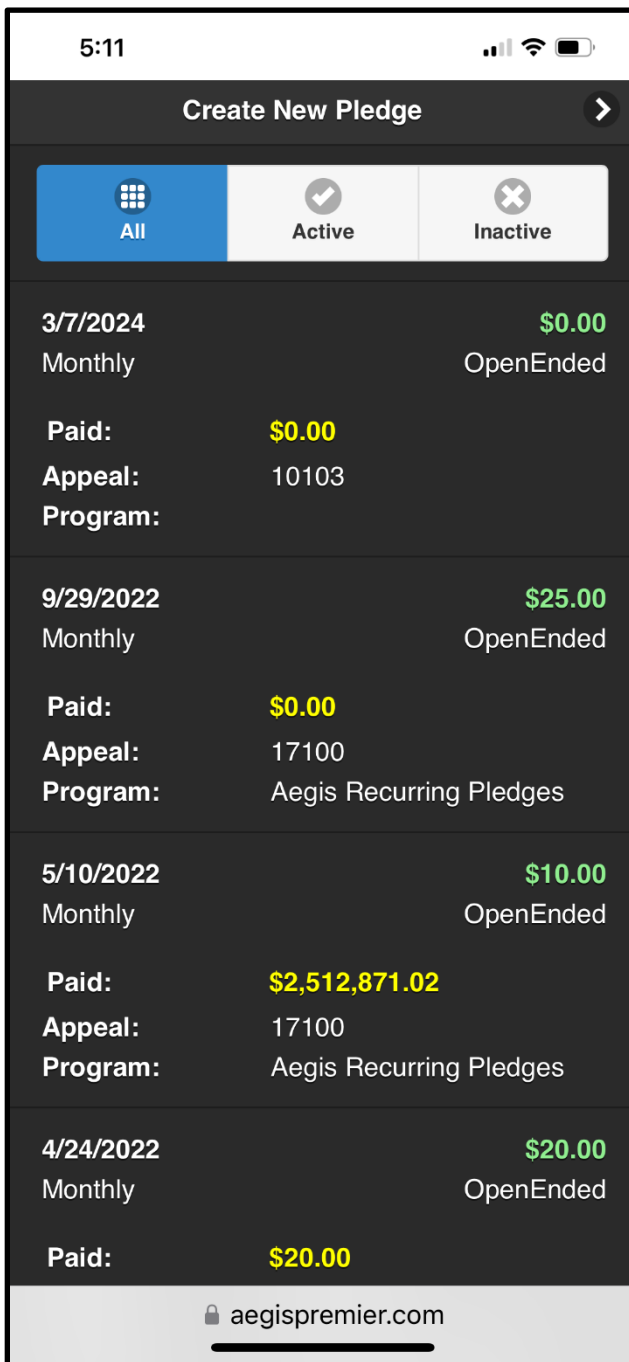 5:11
Create New Pledge
All Active Inactive
3/7/2024 $0.00
Monthly OpenEnded
Paid: $0.00
Appeal: 10103
Program:
9/29/2022 $25.00
Monthly OpenEnded
Paid: $0.00
Appeal: 17100
Program: Aegis Recurring Pledges
5/10/2022 $10.00
Monthly OpenEnded
Paid: $2,512,871.02
Appeal: 17100
Program: Aegis Recurring Pledges
4/24/2022 $20.00
Monthly OpenEnded
Paid: $20.00
aegispremier.com